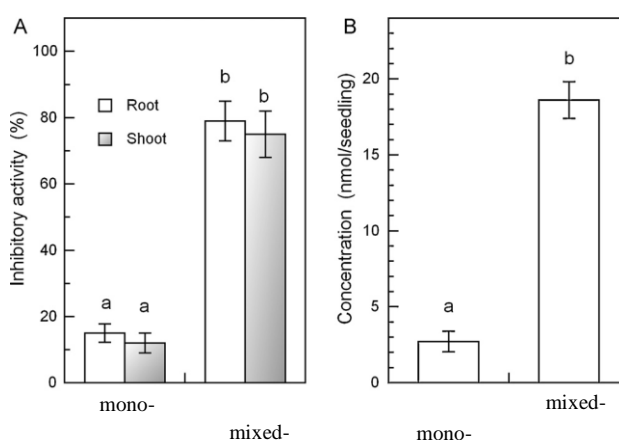 A
Inhibitory activity (%)
100
80
60
40
20
0
Root
Shoot
a
a
b
b
mono-
mixed-
B
Concentration (nmol/seedling)
20
15
10
5
0
a
b
mono-
mixed-